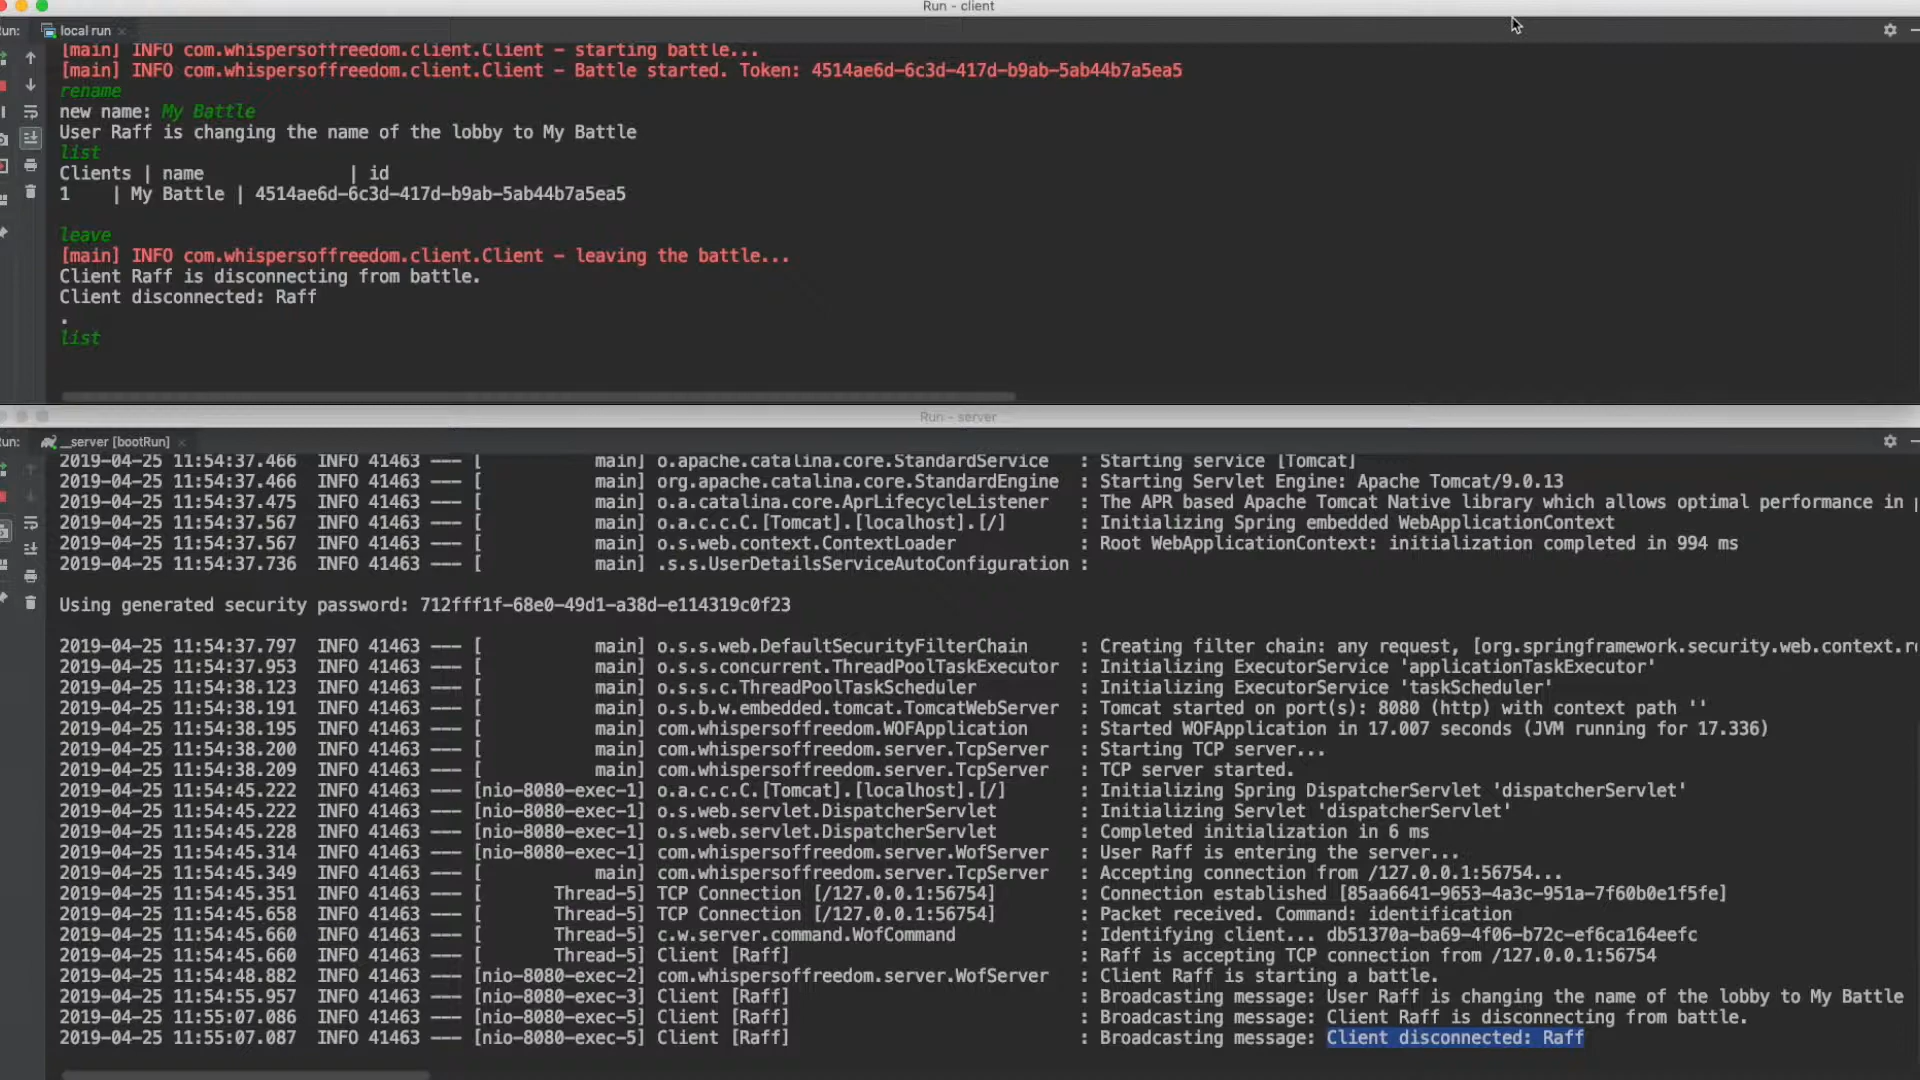 Run - client
local run
[main] INFO com.whispersoffreedom.client.Client - starting battle...
[main] INFO com.whispersoffreedom.client.Client - Battle started. Token: 4514ae6d-6c3d-417d-b9ab-5ab44b7a5ea5
rename
new name: My Battle
User Raff is changing the name of the lobby to My Battle
list
Clients | name | id
1 | My Battle | 4514ae6d-6c3d-417d-b9ab-5ab44b7a5ea5
leave
[main] INFO com.whispersoffreedom.client.Client - leaving the battle...
Client Raff is disconnecting from battle.
Client disconnected: Raff
.
list
Run - server
_server [bootRun]
2019-04-25 11:54:37.466 INFO 41463 --- [ main] o.apache.catalina.core.StandardService : Starting service [Tomcat]
2019-04-25 11:54:37.466 INFO 41463 --- [ main] org.apache.catalina.core.StandardEngine : Starting Servlet Engine: Apache Tomcat/9.0.13
2019-04-25 11:54:37.475 INFO 41463 --- [ main] o.a.catalina.core.AprLifecycleListener : The APR based Apache Tomcat Native library which allows optimal performance in
2019-04-25 11:54:37.567 INFO 41463 --- [ main] o.a.c.c.C.[Tomcat].[localhost].[/] : Initializing Spring embedded WebApplicationContext
2019-04-25 11:54:37.567 INFO 41463 --- [ main] o.s.web.context.ContextLoader : Root WebApplicationContext: initialization completed in 994 ms
2019-04-25 11:54:37.736 INFO 41463 --- [ main] .s.s.UserDetailsServiceAutoConfiguration :
Using generated security password: 712fff1f-68e0-49d1-a38d-e114319c0f23
2019-04-25 11:54:37.797 INFO 41463 --- [ main] o.s.s.web.DefaultSecurityFilterChain : Creating filter chain: any request, [org.springframework.security.web.context.r
2019-04-25 11:54:37.953 INFO 41463 --- [ main] o.s.s.concurrent.ThreadPoolTaskExecutor : Initializing ExecutorService 'applicationTaskExecutor'
2019-04-25 11:54:38.123 INFO 41463 --- [ main] o.s.s.c.ThreadPoolTaskScheduler : Initializing ExecutorService 'taskScheduler'
2019-04-25 11:54:38.191 INFO 41463 --- [ main] o.s.b.w.embedded.tomcat.TomcatWebServer : Tomcat started on port(s): 8080 (http) with context path ''
2019-04-25 11:54:38.195 INFO 41463 --- [ main] com.whispersoffreedom.WOFApplication : Started WOFApplication in 17.007 seconds (JVM running for 17.336)
2019-04-25 11:54:38.200 INFO 41463 --- [ main] com.whispersoffreedom.server.TcpServer : Starting TCP server...
2019-04-25 11:54:38.209 INFO 41463 --- [ main] com.whispersoffreedom.server.TcpServer : TCP server started.
2019-04-25 11:54:45.222 INFO 41463 --- [nio-8080-exec-1] o.a.c.c.C.[Tomcat].[localhost].[/] : Initializing Spring DispatcherServlet 'dispatcherServlet'
2019-04-25 11:54:45.222 INFO 41463 --- [nio-8080-exec-1] o.s.web.servlet.DispatcherServlet : Initializing Servlet 'dispatcherServlet'
2019-04-25 11:54:45.228 INFO 41463 --- [nio-8080-exec-1] o.s.web.servlet.DispatcherServlet : Completed initialization in 6 ms
2019-04-25 11:54:45.314 INFO 41463 --- [nio-8080-exec-1] com.whispersoffreedom.server.WofServer : User Raff is entering the server...
2019-04-25 11:54:45.349 INFO 41463 --- [ main] com.whispersoffreedom.server.TcpServer : Accepting connection from /127.0.0.1:56754...
2019-04-25 11:54:45.351 INFO 41463 --- [ Thread-5] TCP Connection [/127.0.0.1:56754] : Connection established [85aa6641-9653-4a3c-951a-7f60b0e1f5fe]
2019-04-25 11:54:45.658 INFO 41463 --- [ Thread-5] TCP Connection [/127.0.0.1:56754] : Packet received. Command: identification
2019-04-25 11:54:45.660 INFO 41463 --- [ Thread-5] c.w.server.command.WofCommand : Identifying client... db51370a-ba69-4f06-b72c-ef6ca164eefc
2019-04-25 11:54:45.660 INFO 41463 --- [ Thread-5] Client [Raff] : Raff is accepting TCP connection from /127.0.0.1:56754
2019-04-25 11:54:48.882 INFO 41463 --- [nio-8080-exec-2] com.whispersoffreedom.server.WofServer : Client Raff is starting a battle.
2019-04-25 11:54:55.957 INFO 41463 --- [nio-8080-exec-3] Client [Raff] : Broadcasting message: User Raff is changing the name of the lobby to My Battle
2019-04-25 11:55:07.086 INFO 41463 --- [nio-8080-exec-5] Client [Raff] : Broadcasting message: Client Raff is disconnecting from battle.
2019-04-25 11:55:07.087 INFO 41463 --- [nio-8080-exec-5] Client [Raff] : Broadcasting message: Client disconnected: Raff